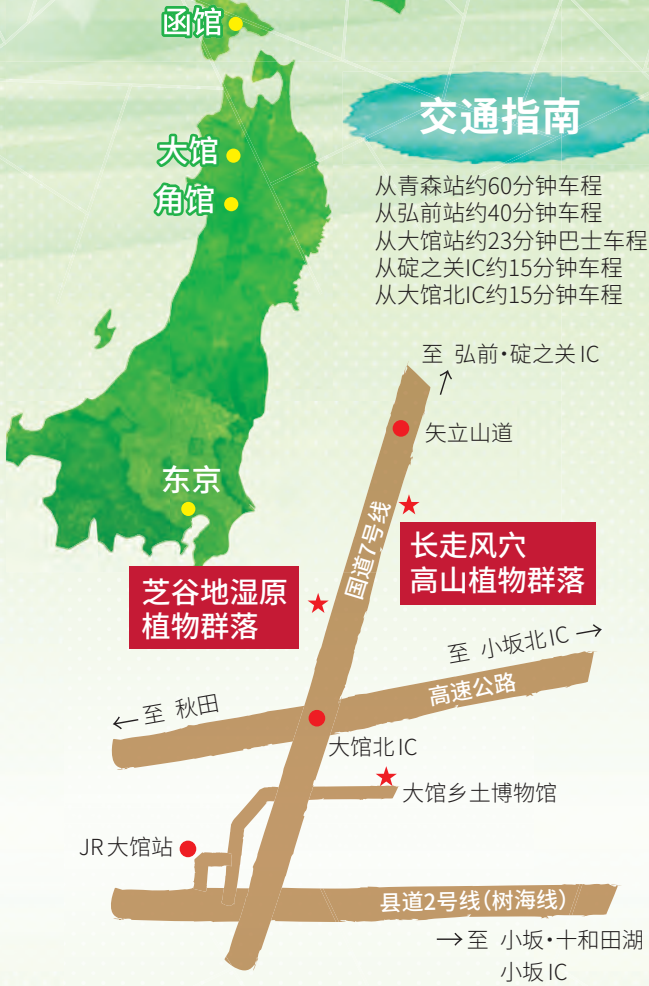 函馆
大馆
角馆
东京
交通指南
从青森站约60分钟车程
从弘前站约40分钟车程
从大馆站约23分钟巴士车程
从碇之关IC约15分钟车程
从大馆北IC约15分钟车程
至 弘前・碇之关IC
矢立山道
国道7号线
长走风穴
高山植物群落
芝谷地湿原
植物群落
至 小坂北IC →
高速公路
← 至 秋田
大馆北IC
大馆乡土博物馆
JR大馆站
县道2号线(树海线)
→至 小坂・十和田湖
小坂IC